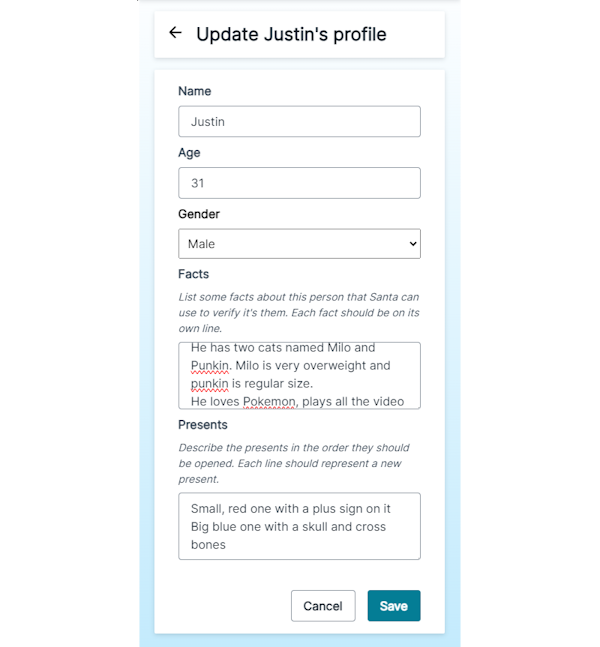 Update Justin's profile
Name
Justin
Age
31
Gender
Male
Facts
List some facts about this person that Santa can
use to verify it's them. Each fact should be on its
own line.
He has two cats named Milo and
Punkin. Milo is very overweight and
punkin is regular size.
He loves Pokemon, plays all the video
Presents
Describe the presents in the order they should
be opened. Each line should represent a new
present.
Small, red one with a plus sign on it
Big blue one with a skull and cross
bones
Cancel
Save